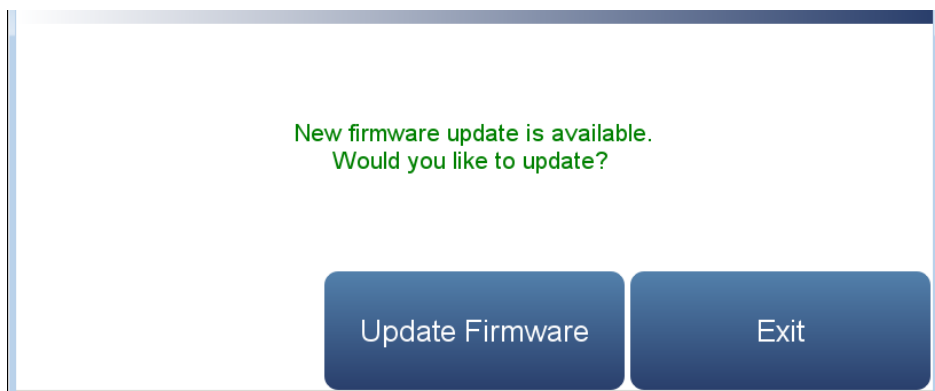 New firmware update is available.
Would you like to update?
Update Firmware
Exit